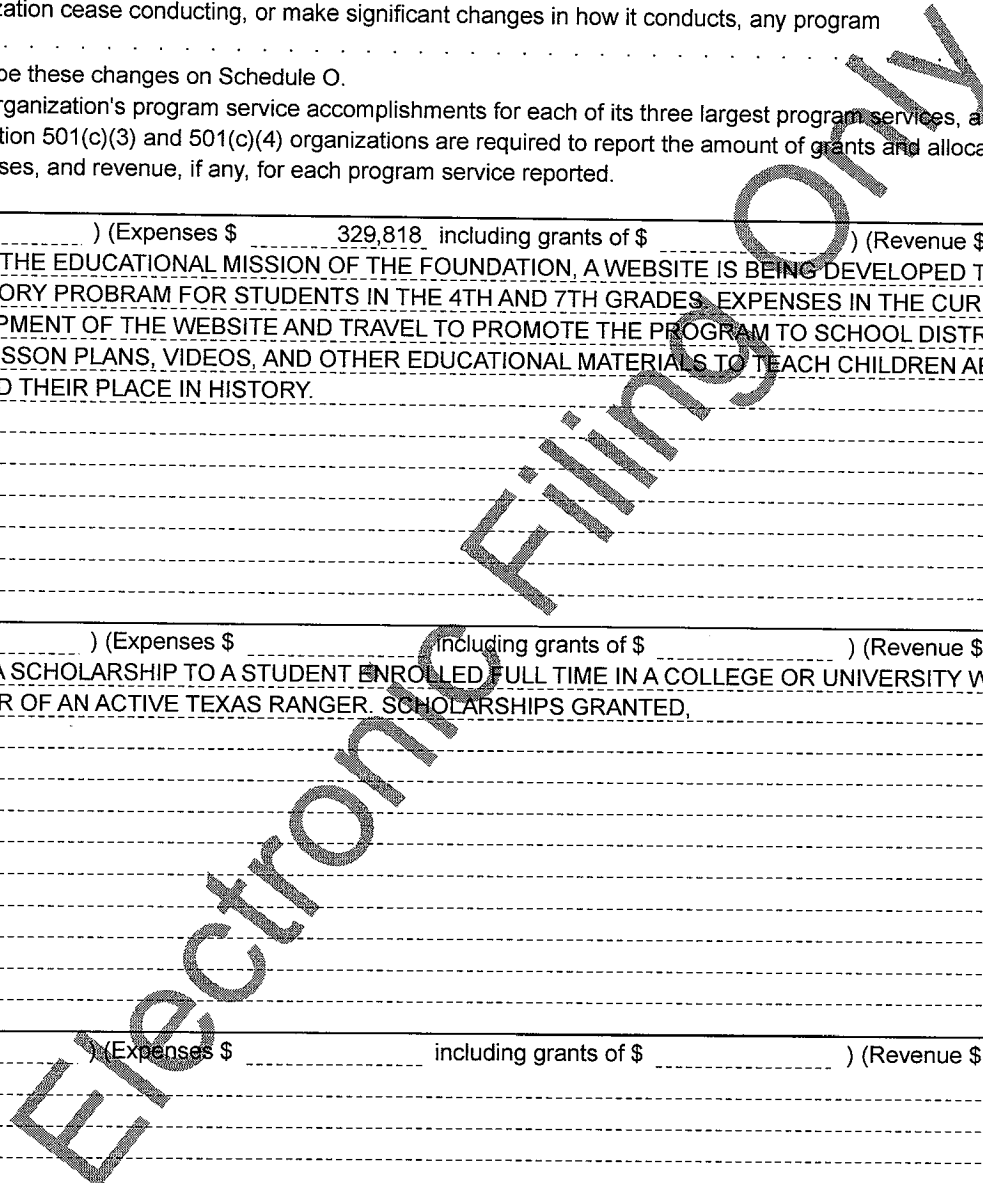 zation cease conducting, or make significant changes in how it conducts, any program
be these changes on Schedule O.
rganization's program service accomplishments for each of its three largest program services, a
tion 501(c)(3) and 501(c)(4) organizations are required to report the amount of grants and alloca
ses, and revenue, if any, for each program service reported.
) (Expenses $ 329,818 including grants of $ ) (Revenue $
THE EDUCATIONAL MISSION OF THE FOUNDATION, A WEBSITE IS BEING DEVELOPED T
ORY PROBRAM FOR STUDENTS IN THE 4TH AND 7TH GRADES. EXPENSES IN THE CUR
PMENT OF THE WEBSITE AND TRAVEL TO PROMOTE THE PROGRAM TO SCHOOL DISTR
SSON PLANS, VIDEOS, AND OTHER EDUCATIONAL MATERIALS TO TEACH CHILDREN AB
D THEIR PLACE IN HISTORY.
) (Expenses $ including grants of $ ) (Revenue $
A SCHOLARSHIP TO A STUDENT ENROLLED FULL TIME IN A COLLEGE OR UNIVERSITY W
R OF AN ACTIVE TEXAS RANGER. SCHOLARSHIPS GRANTED,
) (Expenses $ including grants of $ ) (Revenue $
Electronic Filing Only